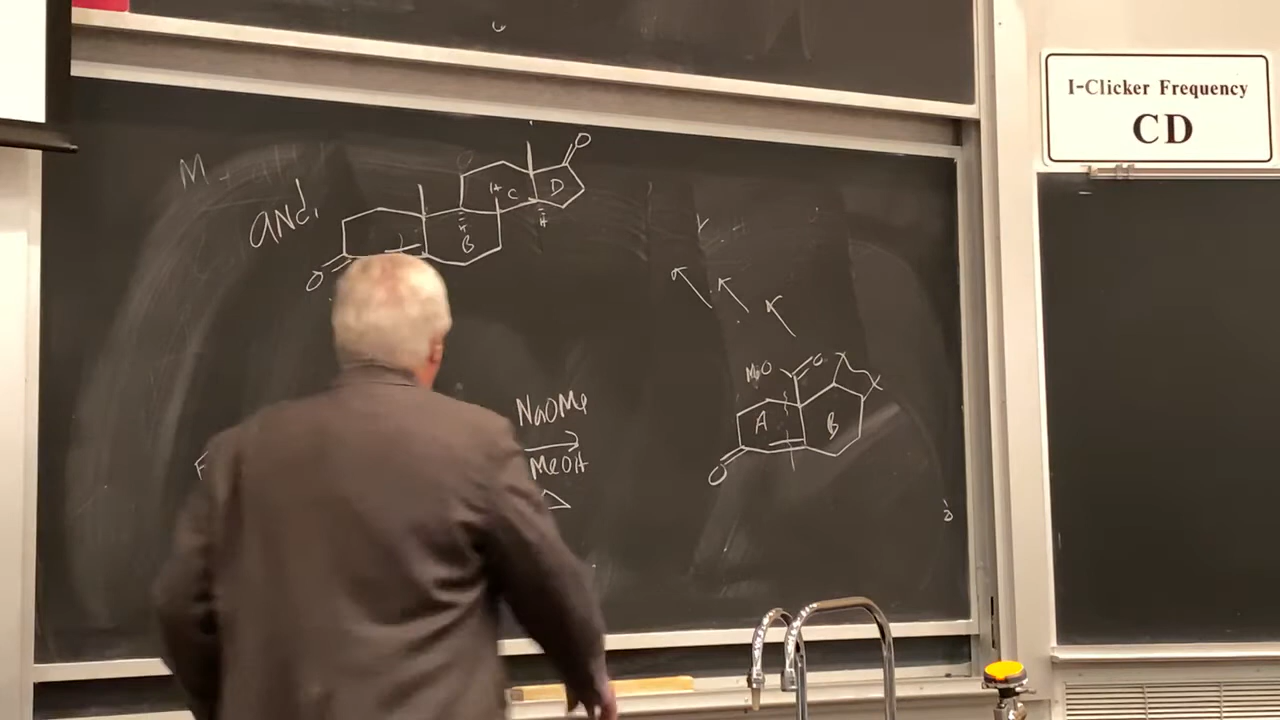 I-Clicker Frequency
CD
O
O
M
H
C
D
and.
H
H
B
O
MeO
O
NaOMe
A
B
MeOH
O
F